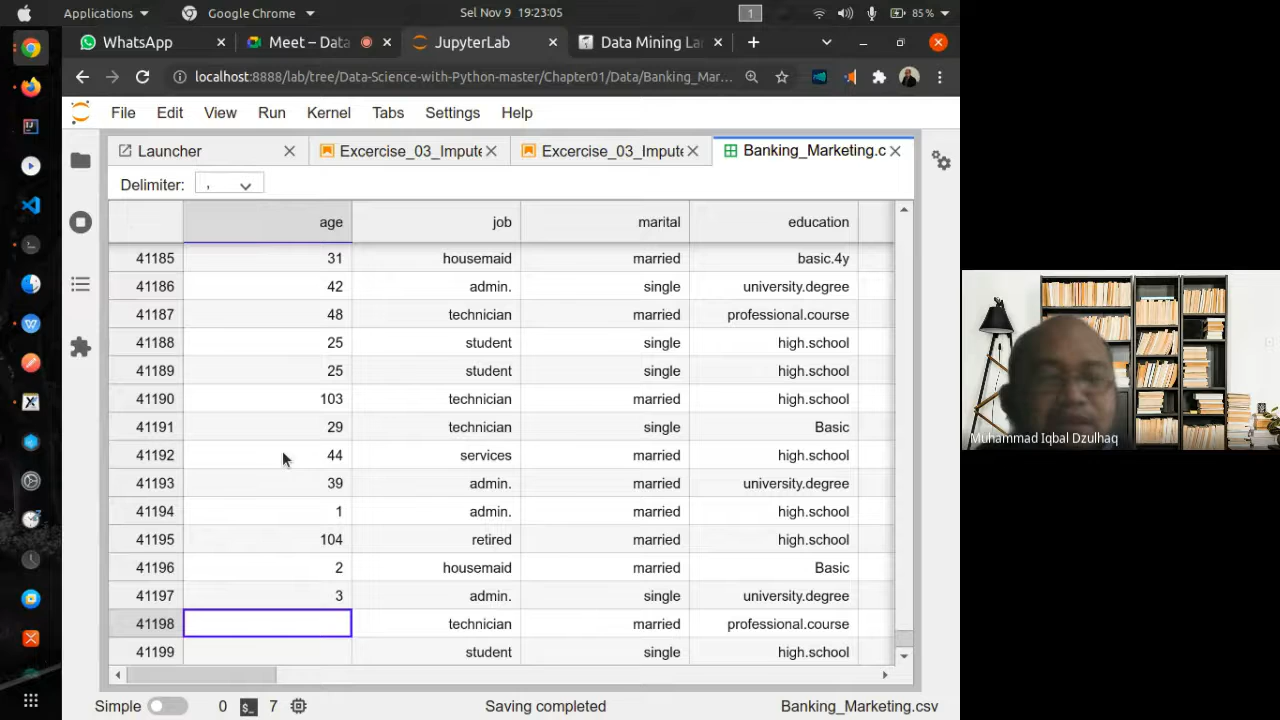 Applications Google Chrome Sel Nov 9 19:23:05 1 85%
WhatsApp Meet – Data JupyterLab Data Mining La
localhost:8888/lab/tree/Data-Science-with-Python-master/Chapter01/Data/Banking_Mar...
File Edit View Run Kernel Tabs Settings Help
Launcher Excercise_03_Impute Excercise_03_Impute Banking_Marketing.c
Delimiter: ,
age job marital education
41185 31 housemaid married basic.4y
41186 42 admin. single university.degree
41187 48 technician married professional.course
41188 25 student single high.school
41189 25 student single high.school
41190 103 technician married high.school
41191 29 technician single Basic
41192 44 services married high.school
41193 39 admin. married university.degree
41194 1 admin. married high.school
41195 104 retired married high.school
41196 2 housemaid married Basic
41197 3 admin. single university.degree
41198 technician married professional.course
41199 student single high.school
Simple 0 7 Saving completed Banking_Marketing.csv
Muhammad Iqbal Dzulhaq